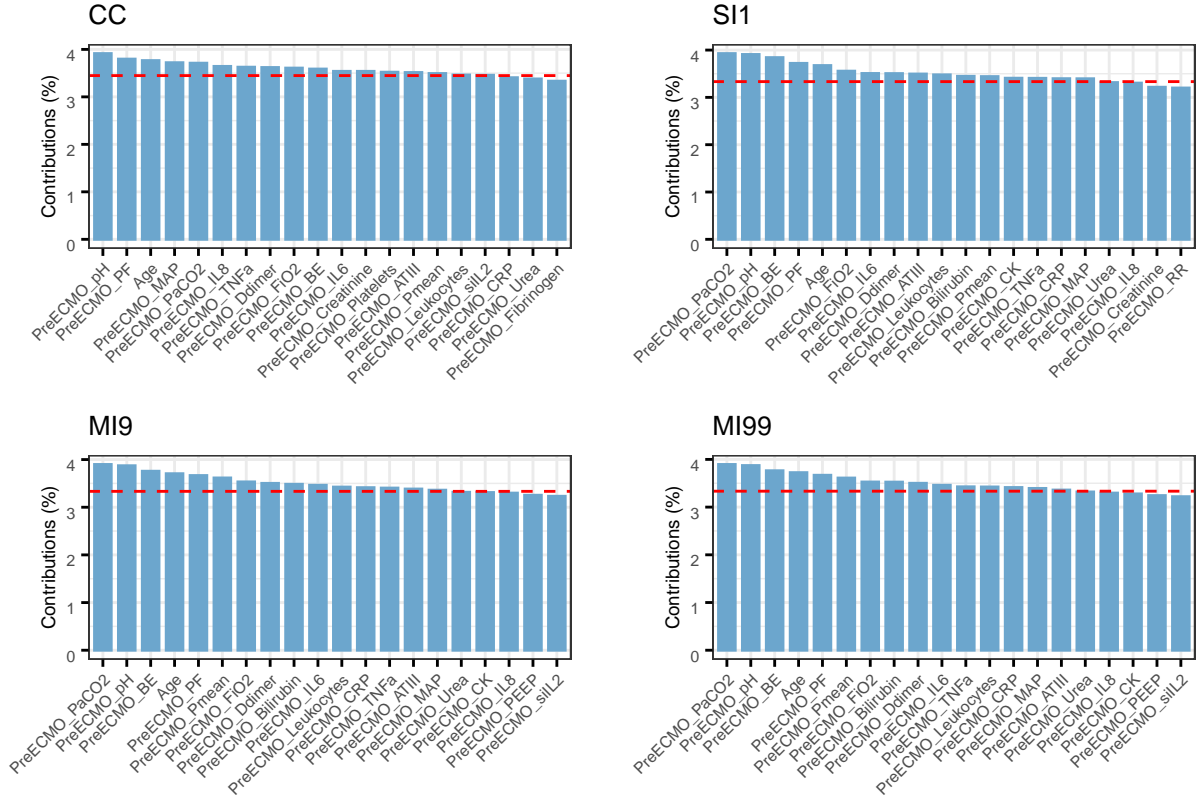 CC
Contributions (%)
4
3
2
1
0
PreECMO_pH
PreECMO_PF
Age
PreECMO_MAP
PreECMO_PaCO2
PreECMO_IL8
PreECMO_TNFa
PreECMO_Ddimer
PreECMO_FiO2
PreECMO_BE
PreECMO_IL6
PreECMO_Creatinine
PreECMO_Platelets
PreECMO_ATIII
PreECMO_Pmean
PreECMO_Leukocytes
PreECMO_siIL2
PreECMO_CRP
PreECMO_Urea
PreECMO_Fibrinogen
SI1
Contributions (%)
4
3
2
1
0
PreECMO_PaCO2
PreECMO_pH
PreECMO_BE
PreECMO_PF
Age
PreECMO_FiO2
PreECMO_IL6
PreECMO_Ddimer
PreECMO_ATIII
PreECMO_Leukocytes
PreECMO_Bilirubin
PreECMO_Pmean
PreECMO_CK
PreECMO_TNFa
PreECMO_CRP
PreECMO_MAP
PreECMO_Urea
PreECMO_IL8
PreECMO_Creatinine
PreECMO_RR
MI9
Contributions (%)
4
3
2
1
0
PreECMO_PaCO2
PreECMO_pH
PreECMO_BE
Age
PreECMO_PF
PreECMO_Pmean
PreECMO_FiO2
PreECMO_Ddimer
PreECMO_Bilirubin
PreECMO_IL6
PreECMO_Leukocytes
PreECMO_CRP
PreECMO_TNFa
PreECMO_ATIII
PreECMO_MAP
PreECMO_Urea
PreECMO_CK
PreECMO_IL8
PreECMO_PEEP
PreECMO_siIL2
MI99
Contributions (%)
4
3
2
1
0
PreECMO_PaCO2
PreECMO_pH
PreECMO_BE
Age
PreECMO_PF
PreECMO_Pmean
PreECMO_FiO2
PreECMO_Bilirubin
PreECMO_Ddimer
PreECMO_IL6
PreECMO_TNFa
PreECMO_Leukocytes
PreECMO_CRP
PreECMO_MAP
PreECMO_ATIII
PreECMO_Urea
PreECMO_IL8
PreECMO_CK
PreECMO_PEEP
PreECMO_siIL2